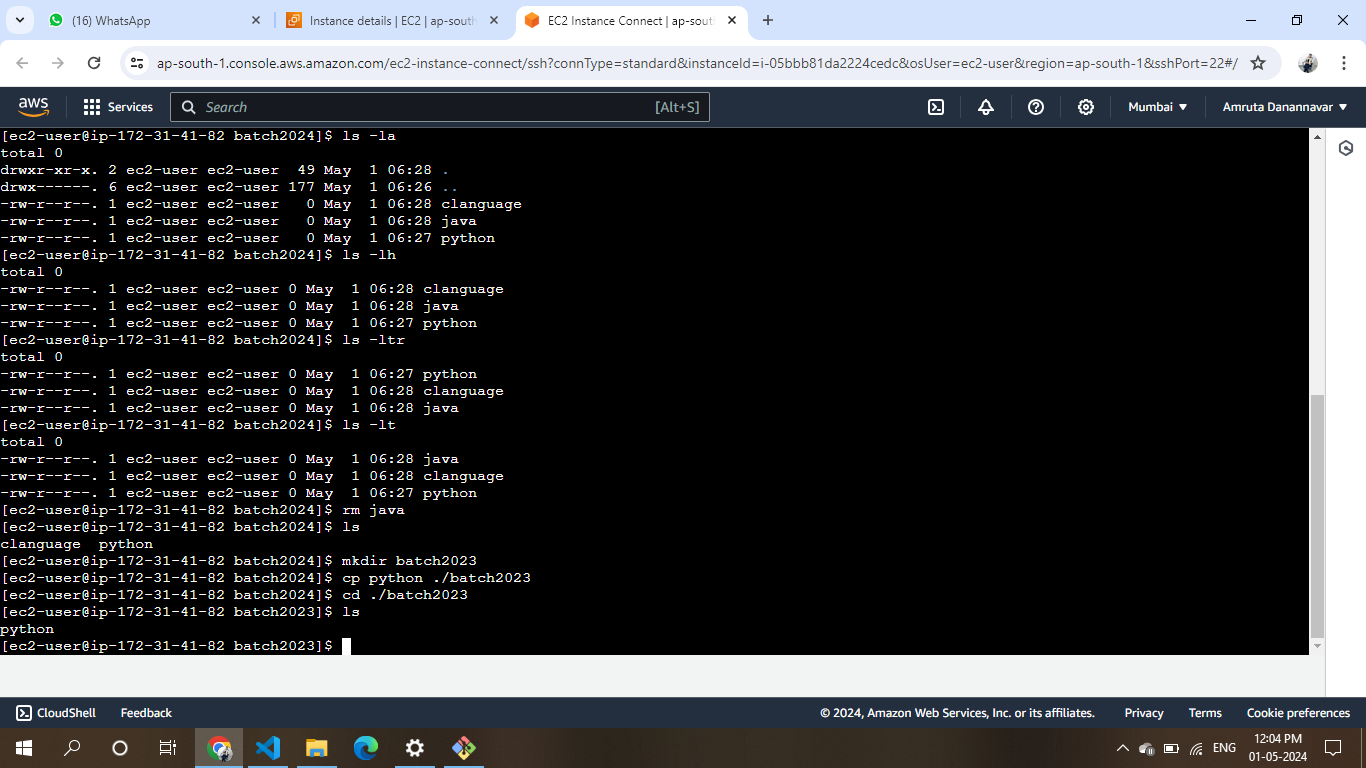 (16) WhatsApp
Instance details | EC2 | ap-south
EC2 Instance Connect | ap-sout
ap-south-1.console.aws.amazon.com/ec2-instance-connect/ssh?connType=standard&instanceId=i-05bbb81da2224cedc&osUser=ec2-user&region=ap-south-1&sshPort=22#/
aws Services Search [Alt+S] Mumbai Amruta Danannavar
[ec2-user@ip-172-31-41-82 batch2024]$ ls -la
total 0
drwxr-xr-x. 2 ec2-user ec2-user  49 May  1 06:28 .
drwx------. 6 ec2-user ec2-user 177 May  1 06:26 ..
-rw-r--r--. 1 ec2-user ec2-user   0 May  1 06:28 clanguage
-rw-r--r--. 1 ec2-user ec2-user   0 May  1 06:28 java
-rw-r--r--. 1 ec2-user ec2-user   0 May  1 06:27 python
[ec2-user@ip-172-31-41-82 batch2024]$ ls -lh
total 0
-rw-r--r--. 1 ec2-user ec2-user 0 May  1 06:28 clanguage
-rw-r--r--. 1 ec2-user ec2-user 0 May  1 06:28 java
-rw-r--r--. 1 ec2-user ec2-user 0 May  1 06:27 python
[ec2-user@ip-172-31-41-82 batch2024]$ ls -ltr
total 0
-rw-r--r--. 1 ec2-user ec2-user 0 May  1 06:27 python
-rw-r--r--. 1 ec2-user ec2-user 0 May  1 06:28 clanguage
-rw-r--r--. 1 ec2-user ec2-user 0 May  1 06:28 java
[ec2-user@ip-172-31-41-82 batch2024]$ ls -lt
total 0
-rw-r--r--. 1 ec2-user ec2-user 0 May  1 06:28 java
-rw-r--r--. 1 ec2-user ec2-user 0 May  1 06:28 clanguage
-rw-r--r--. 1 ec2-user ec2-user 0 May  1 06:27 python
[ec2-user@ip-172-31-41-82 batch2024]$ rm java
[ec2-user@ip-172-31-41-82 batch2024]$ ls
clanguage  python
[ec2-user@ip-172-31-41-82 batch2024]$ mkdir batch2023
[ec2-user@ip-172-31-41-82 batch2024]$ cp python ./batch2023
[ec2-user@ip-172-31-41-82 batch2024]$ cd ./batch2023
[ec2-user@ip-172-31-41-82 batch2023]$ ls
python
[ec2-user@ip-172-31-41-82 batch2023]$
CloudShell Feedback © 2024, Amazon Web Services, Inc. or its affiliates. Privacy Terms Cookie preferences
ENG
12:04 PM
01-05-2024